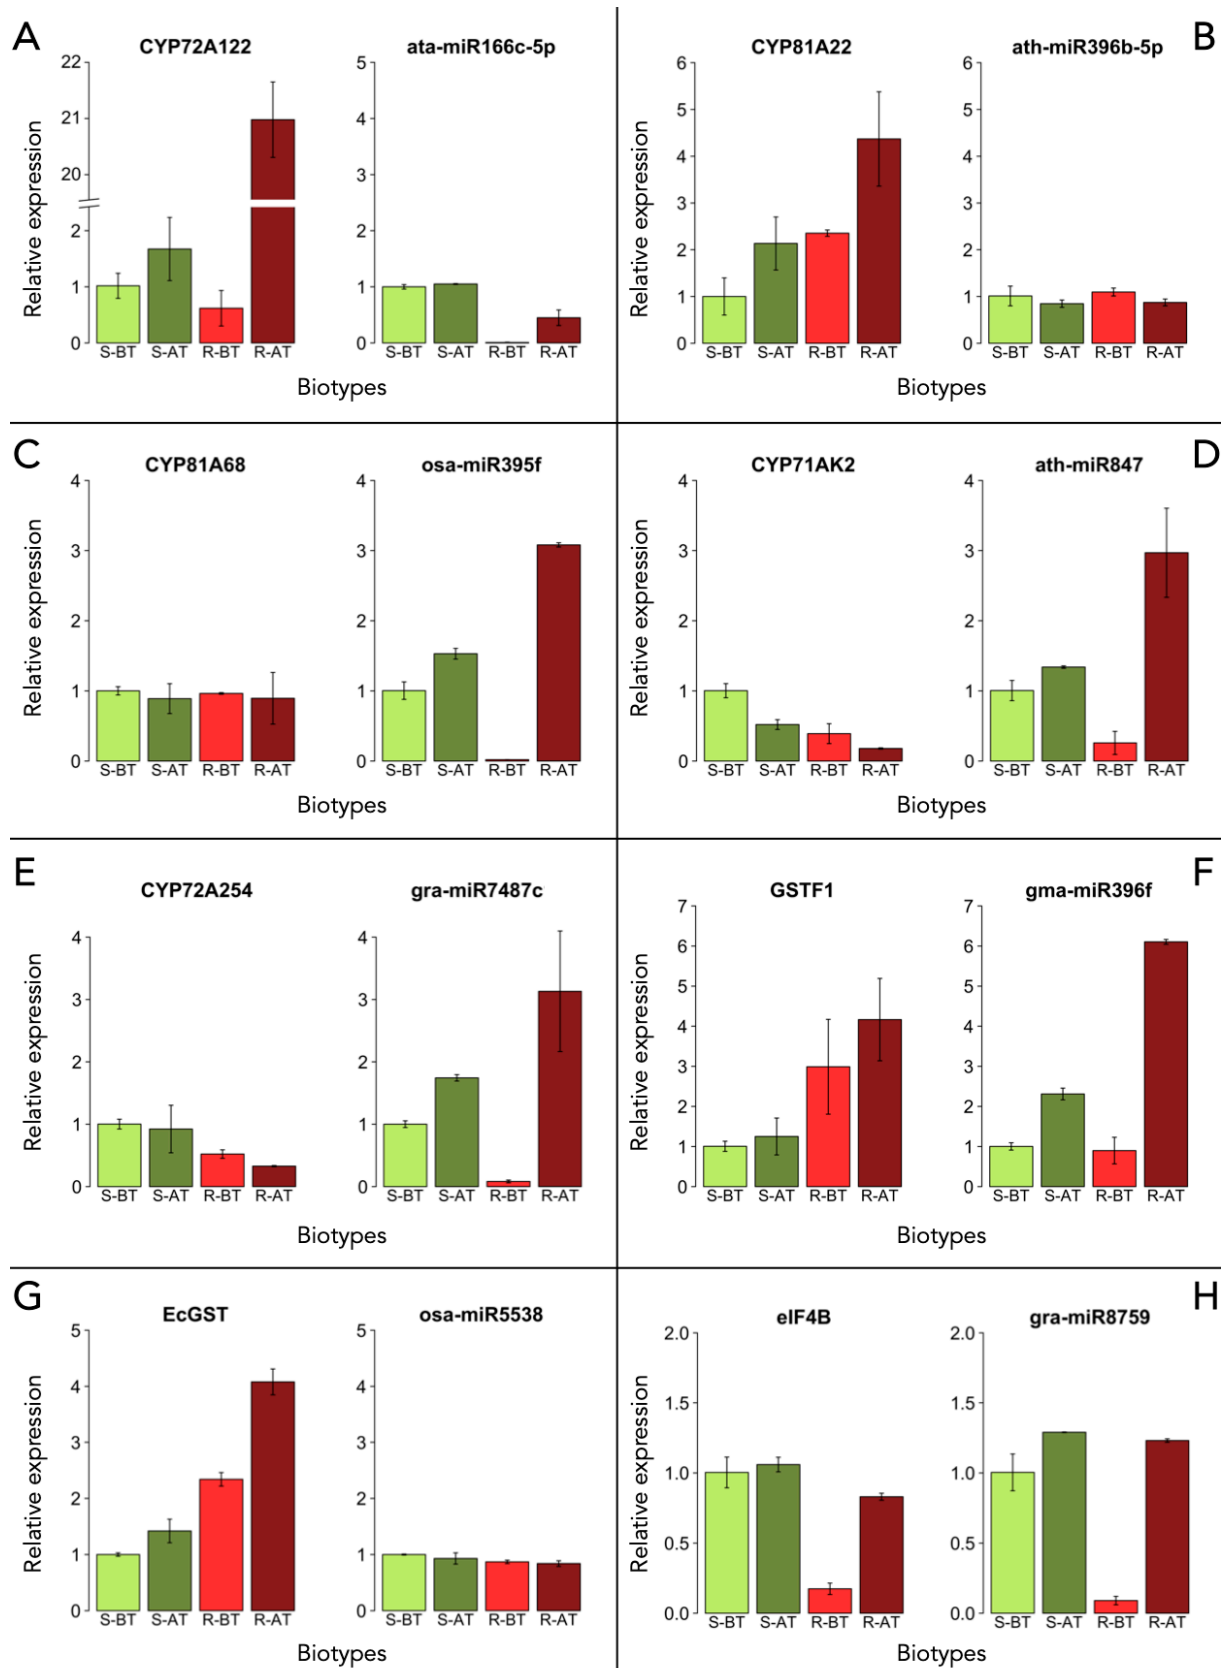 A
CYP72A122
ata-miR166c-5p
Relative expression
22
21
20
2
1
0
S-BT S-AT R-BT R-AT
5
4
3
2
1
0
S-BT S-AT R-BT R-AT
Biotypes
B
CYP81A22
ath-miR396b-5p
Relative expression
6
5
4
3
2
1
0
S-BT S-AT R-BT R-AT
6
5
4
3
2
1
0
S-BT S-AT R-BT R-AT
Biotypes
C
CYP81A68
osa-miR395f
Relative expression
4
3
2
1
0
S-BT S-AT R-BT R-AT
4
3
2
1
0
S-BT S-AT R-BT R-AT
Biotypes
D
CYP71AK2
ath-miR847
Relative expression
4
3
2
1
0
S-BT S-AT R-BT R-AT
4
3
2
1
0
S-BT S-AT R-BT R-AT
Biotypes
E
CYP72A254
gra-miR7487c
Relative expression
4
3
2
1
0
S-BT S-AT R-BT R-AT
4
3
2
1
0
S-BT S-AT R-BT R-AT
Biotypes
F
GSTF1
gma-miR396f
Relative expression
7
6
5
4
3
2
1
0
S-BT S-AT R-BT R-AT
7
6
5
4
3
2
1
0
S-BT S-AT R-BT R-AT
Biotypes
G
EcGST
osa-miR5538
Relative expression
5
4
3
2
1
0
S-BT S-AT R-BT R-AT
5
4
3
2
1
0
S-BT S-AT R-BT R-AT
Biotypes
H
eIF4B
gra-miR8759
Relative expression
2.0
1.5
1.0
0.5
0.0
S-BT S-AT R-BT R-AT
2.0
1.5
1.0
0.5
0.0
S-BT S-AT R-BT R-AT
Biotypes